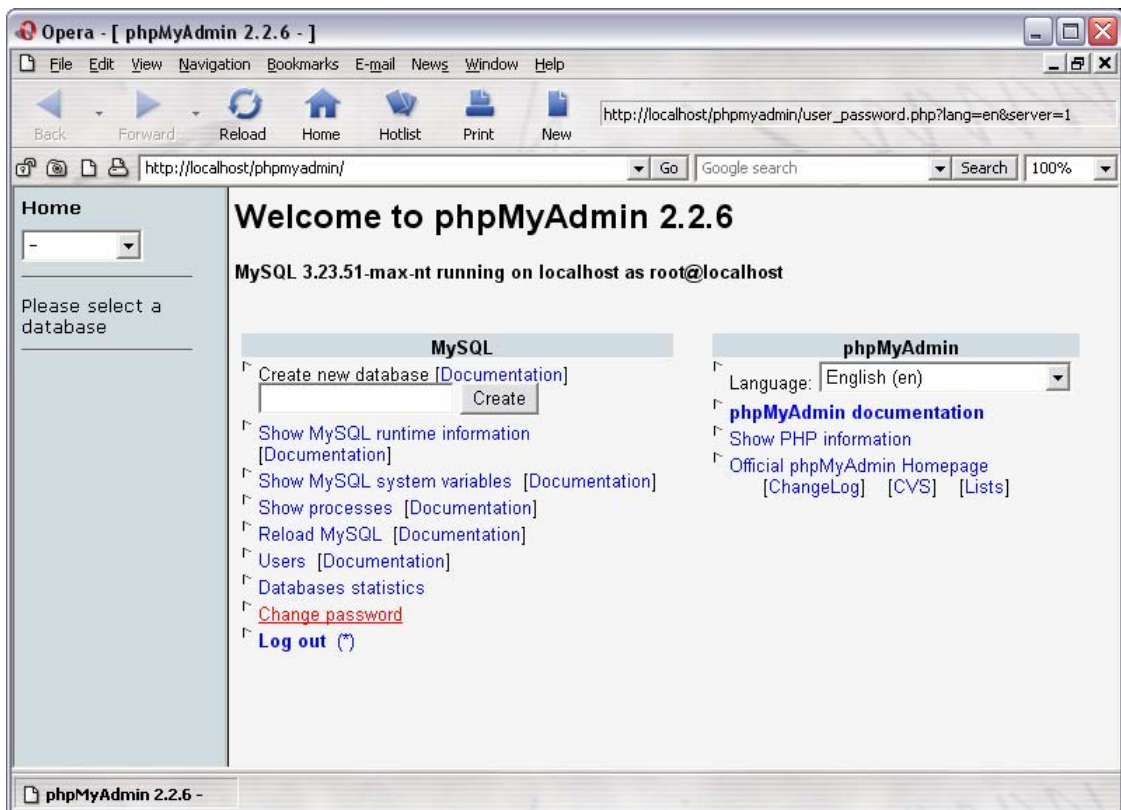 Opera - [ phpMyAdmin 2.2.6 - ]
File Edit View Navigation Bookmarks E-mail News Window Help
Back Forward Reload Home Hotlist Print New
http://localhost/phpmyadmin/user_password.php?lang=en&server=1
http://localhost/phpmyadmin/ Go Google search Search 100%
Home
-
Please select a
database
Welcome to phpMyAdmin 2.2.6
MySQL 3.23.51-max-nt running on localhost as root@localhost
MySQL
Create new database [Documentation]
Create
Show MySQL runtime information
[Documentation]
Show MySQL system variables [Documentation]
Show processes [Documentation]
Reload MySQL [Documentation]
Users [Documentation]
Databases statistics
Change password
Log out (*)
phpMyAdmin
Language: English (en)
phpMyAdmin documentation
Show PHP information
Official phpMyAdmin Homepage
[ChangeLog] [CVS] [Lists]
phpMyAdmin 2.2.6 -